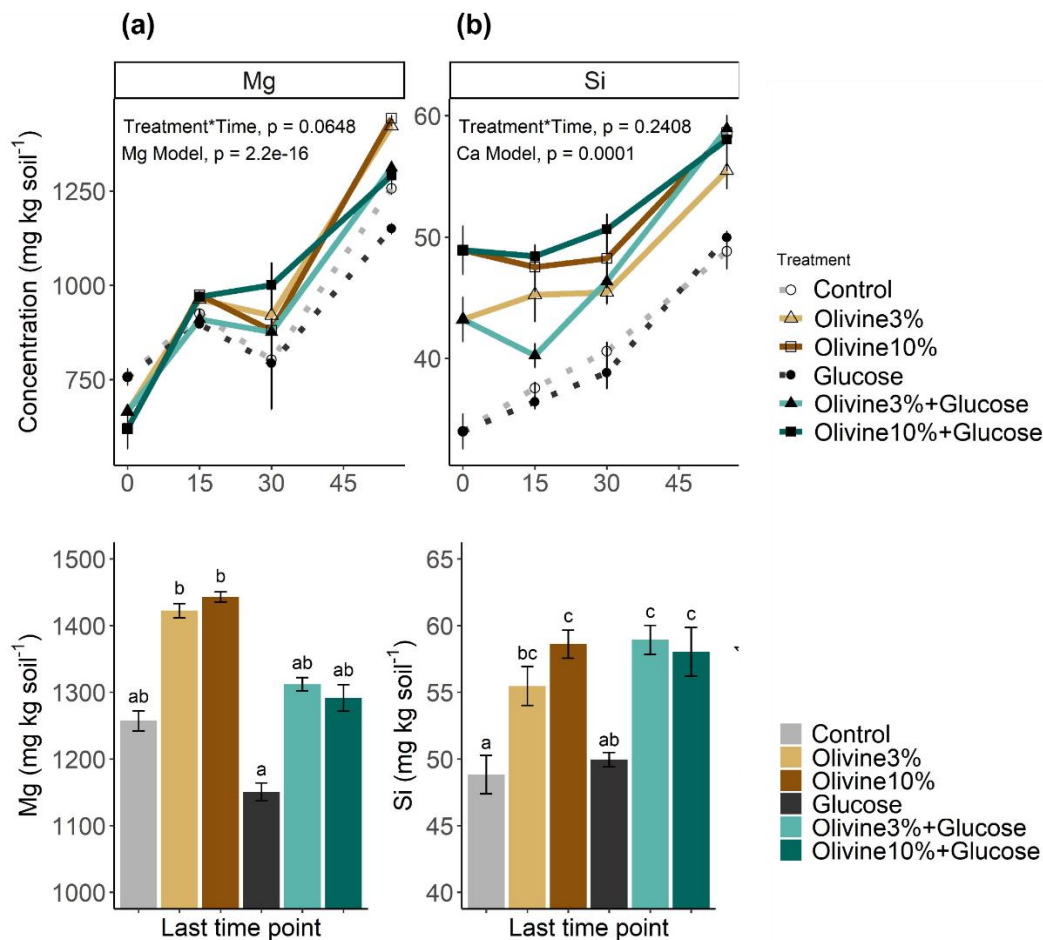 (a)
(b)
Mg
Si
Treatment*Time, p = 0.0648
Mg Model, p = 2.2e-16
Treatment*Time, p = 0.2408
Ca Model, p = 0.0001
Concentration (mg kg soil⁻¹)
1250
1000
750
60
50
40
0 15 30 45
0 15 30 45
Treatment
Control
Olivine3%
Olivine10%
Glucose
Olivine3%+Glucose
Olivine10%+Glucose
Mg (mg kg soil⁻¹)
1500
1400
1300
1200
1100
1000
ab b b a ab ab
Last time point
Si (mg kg soil⁻¹)
65
60
55
50
45
40
a bc c ab c c
Last time point
Control
Olivine3%
Olivine10%
Glucose
Olivine3%+Glucose
Olivine10%+Glucose